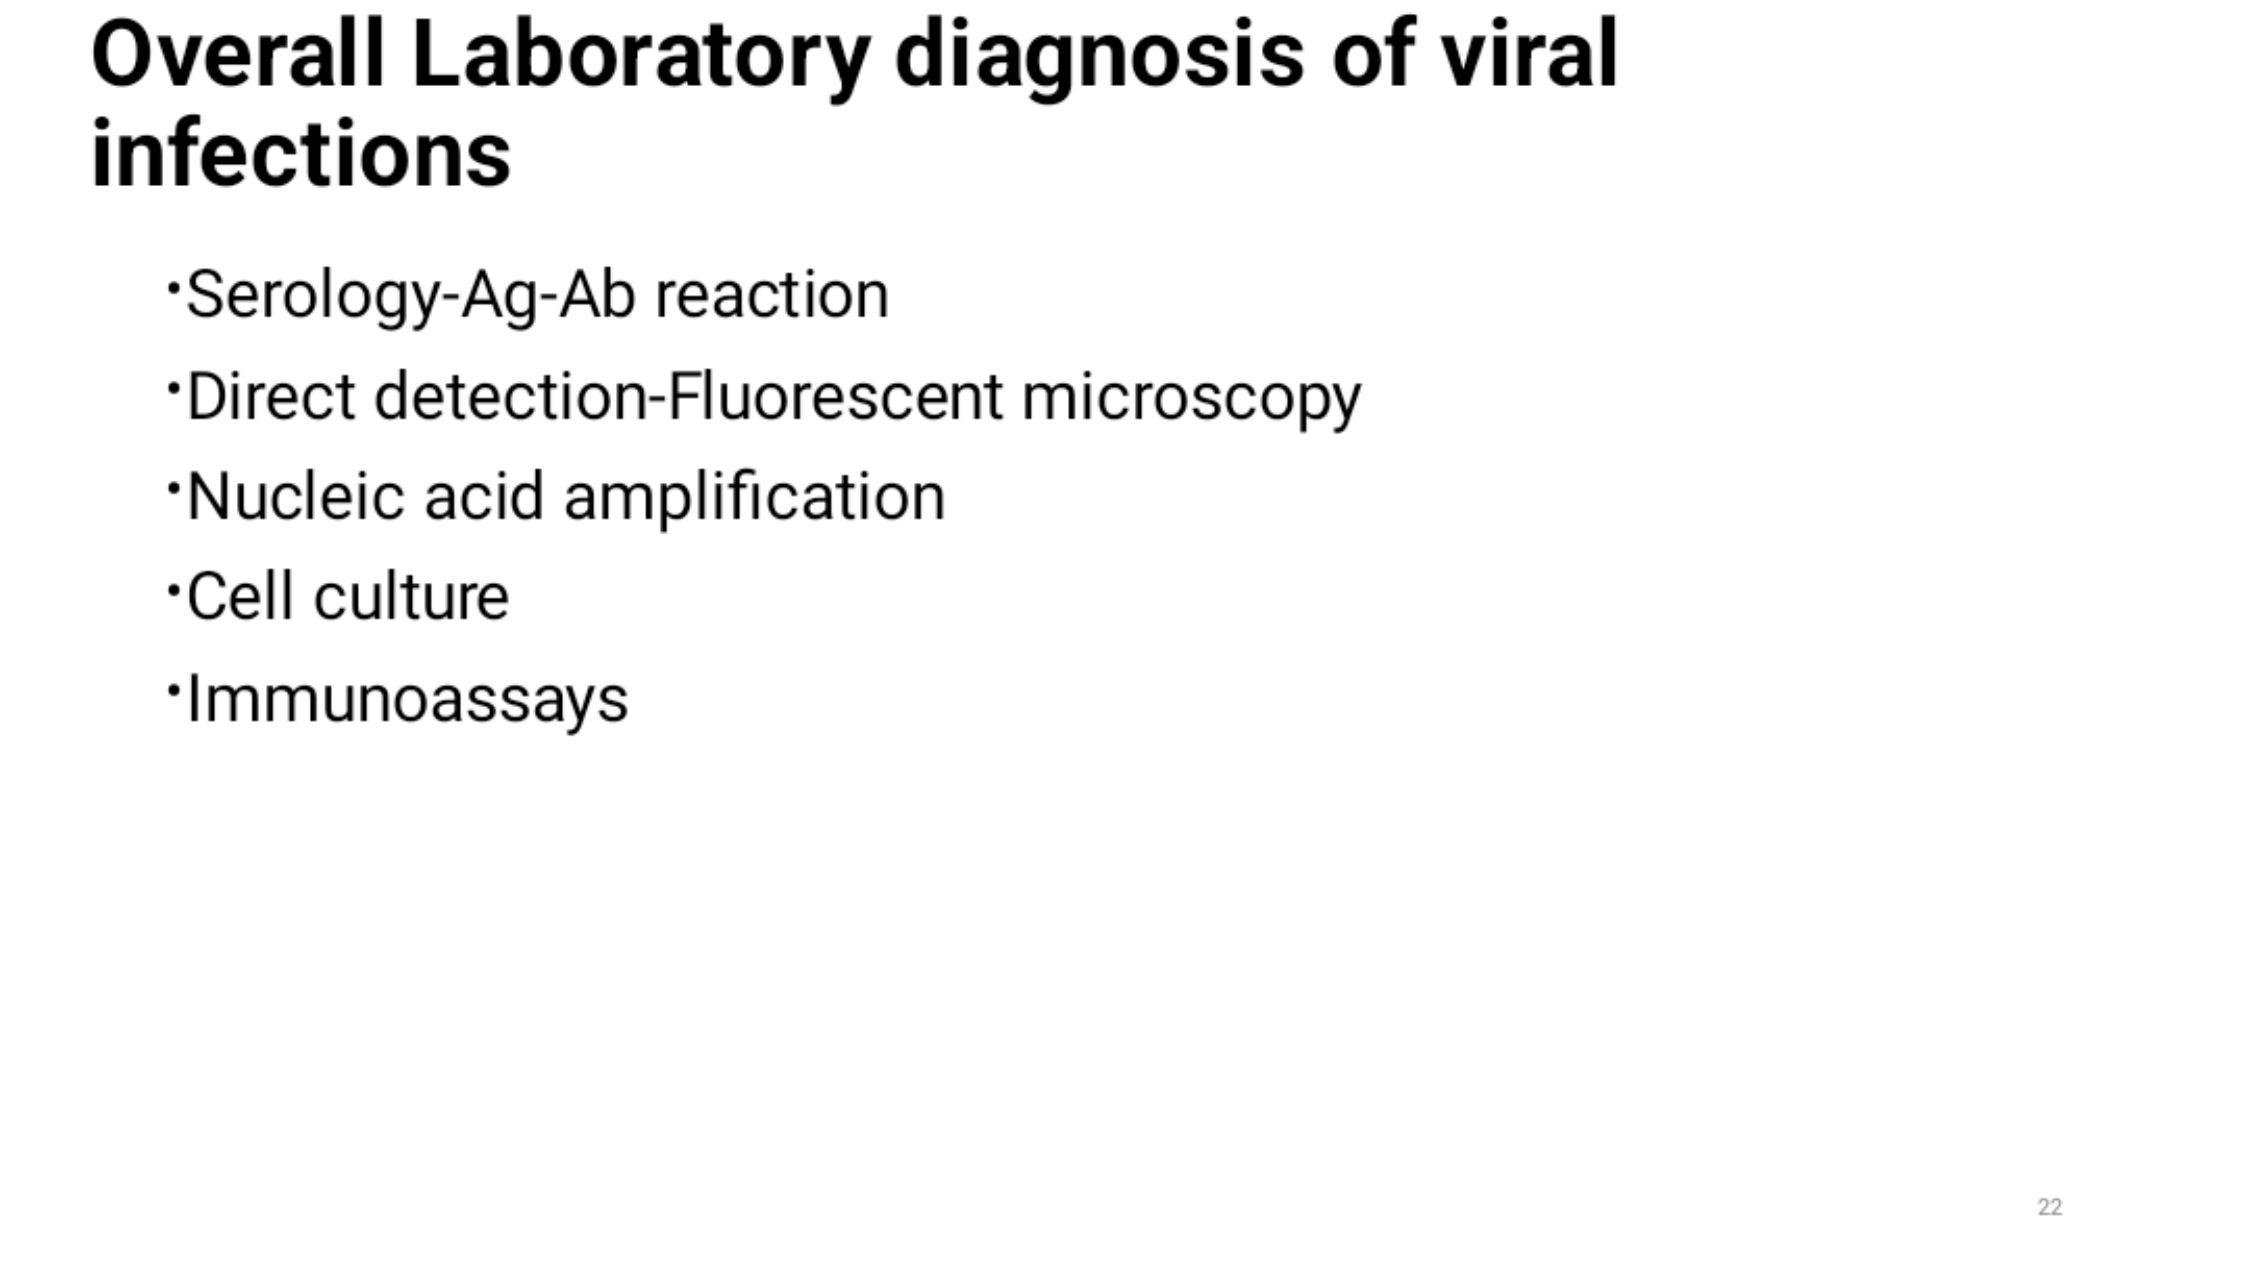 Overall Laboratory diagnosis of viral
infections
•Serology-Ag-Ab reaction
•Direct detection-Fluorescent microscopy
•Nucleic acid amplification
•Cell culture
•Immunoassays
22